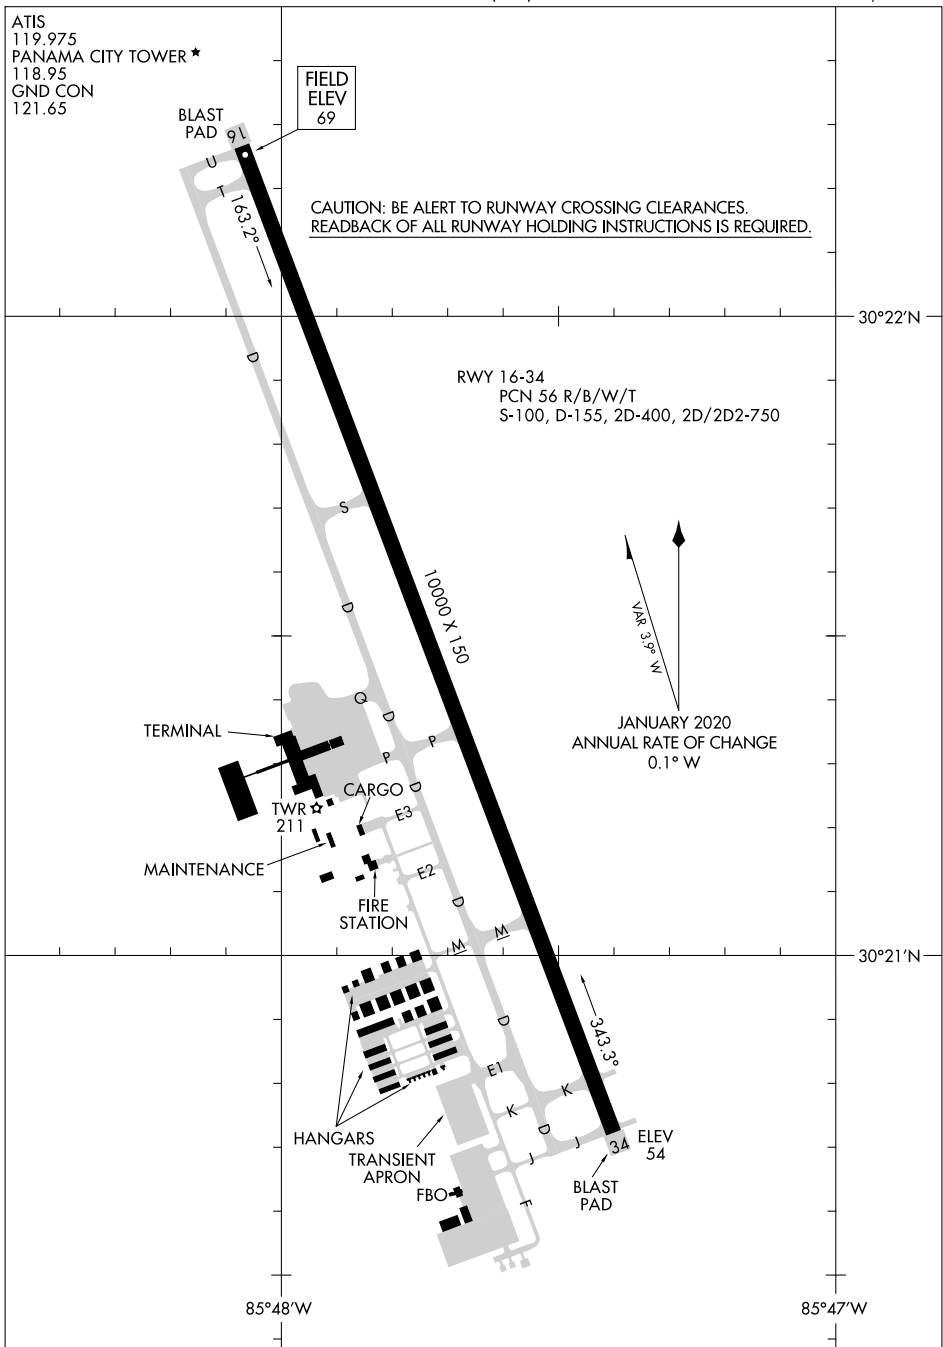 ATIS
119.975
PANAMA CITY TOWER
118.95
GND CON
121.65
FIELD
ELEV
69
BLAST
PAD
16
U
T
163.2°
CAUTION: BE ALERT TO RUNWAY CROSSING CLEARANCES.
READBACK OF ALL RUNWAY HOLDING INSTRUCTIONS IS REQUIRED.
30°22'N
D
RWY 16-34
PCN 56 R/B/W/T
S-100, D-155, 2D-400, 2D/2D2-750
S
10000 X 150
D
VAR 3.9° W
Q
D
JANUARY 2020
ANNUAL RATE OF CHANGE
0.1° W
TERMINAL
P
P
D
CARGO
TWR
211
E3
MAINTENANCE
E2
FIRE
STATION
D
M
M
30°21'N
D
343.3°
E1
K
K
HANGARS
D
J
J
34
ELEV
54
TRANSIENT
APRON
FBO
F
BLAST
PAD
85°48'W
85°47'W